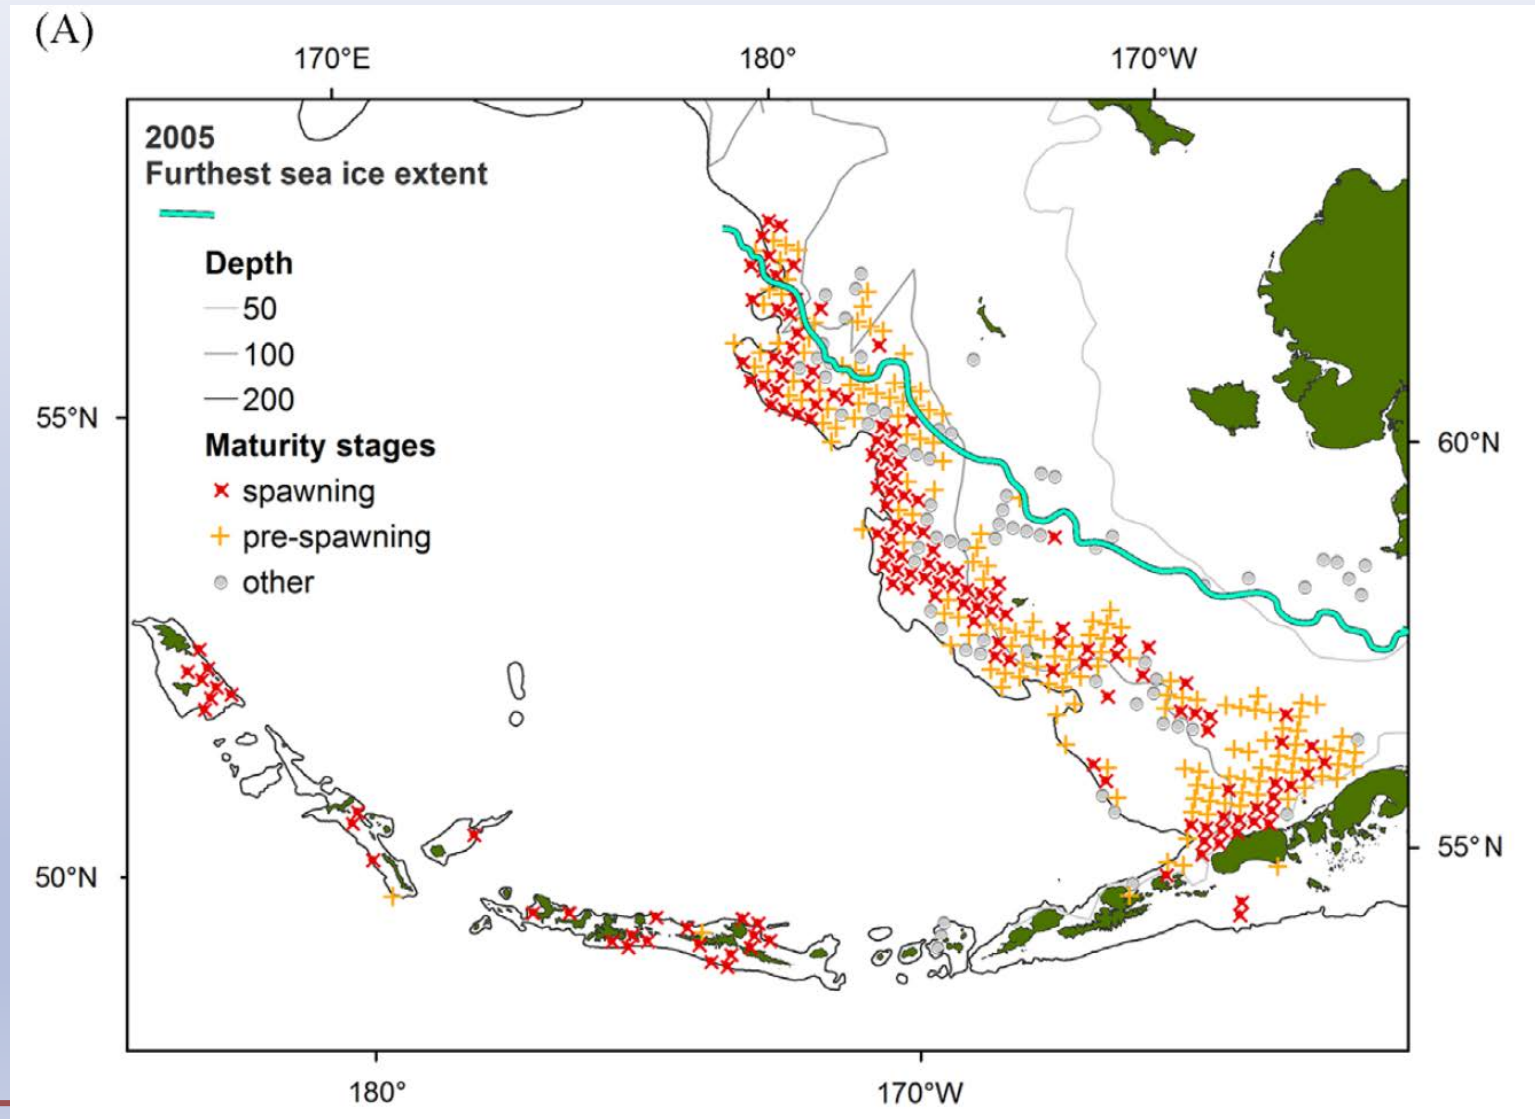 (A)
170°E 180° 170°W
2005
Furthest sea ice extent
Depth
50
100
200
Maturity stages
spawning
pre-spawning
other
55°N
60°N
50°N
55°N
180° 170°W